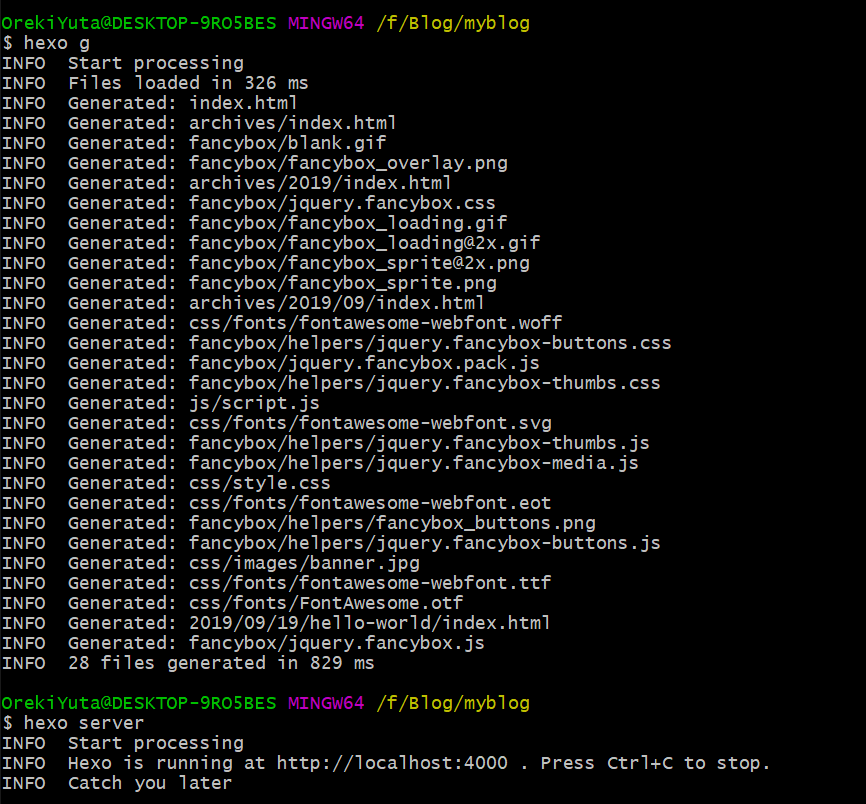 OrekiYuta@DESKTOP-9RO5BES MINGW64 /f/Blog/myblog
$ hexo g
INFO  Start processing
INFO  Files loaded in 326 ms
INFO  Generated: index.html
INFO  Generated: archives/index.html
INFO  Generated: fancybox/blank.gif
INFO  Generated: fancybox/fancybox_overlay.png
INFO  Generated: archives/2019/index.html
INFO  Generated: fancybox/jquery.fancybox.css
INFO  Generated: fancybox/fancybox_loading.gif
INFO  Generated: fancybox/fancybox_loading@2x.gif
INFO  Generated: fancybox/fancybox_sprite@2x.png
INFO  Generated: fancybox/fancybox_sprite.png
INFO  Generated: archives/2019/09/index.html
INFO  Generated: css/fonts/fontawesome-webfont.woff
INFO  Generated: fancybox/helpers/jquery.fancybox-buttons.css
INFO  Generated: fancybox/jquery.fancybox.pack.js
INFO  Generated: fancybox/helpers/jquery.fancybox-thumbs.css
INFO  Generated: js/script.js
INFO  Generated: css/fonts/fontawesome-webfont.svg
INFO  Generated: fancybox/helpers/jquery.fancybox-thumbs.js
INFO  Generated: fancybox/helpers/jquery.fancybox-media.js
INFO  Generated: css/style.css
INFO  Generated: css/fonts/fontawesome-webfont.eot
INFO  Generated: fancybox/helpers/fancybox_buttons.png
INFO  Generated: fancybox/helpers/jquery.fancybox-buttons.js
INFO  Generated: css/images/banner.jpg
INFO  Generated: css/fonts/fontawesome-webfont.ttf
INFO  Generated: css/fonts/FontAwesome.otf
INFO  Generated: 2019/09/19/hello-world/index.html
INFO  Generated: fancybox/jquery.fancybox.js
INFO  28 files generated in 829 ms
OrekiYuta@DESKTOP-9RO5BES MINGW64 /f/Blog/myblog
$ hexo server
INFO  Start processing
INFO  Hexo is running at http://localhost:4000 . Press Ctrl+C to stop.
INFO  Catch you later